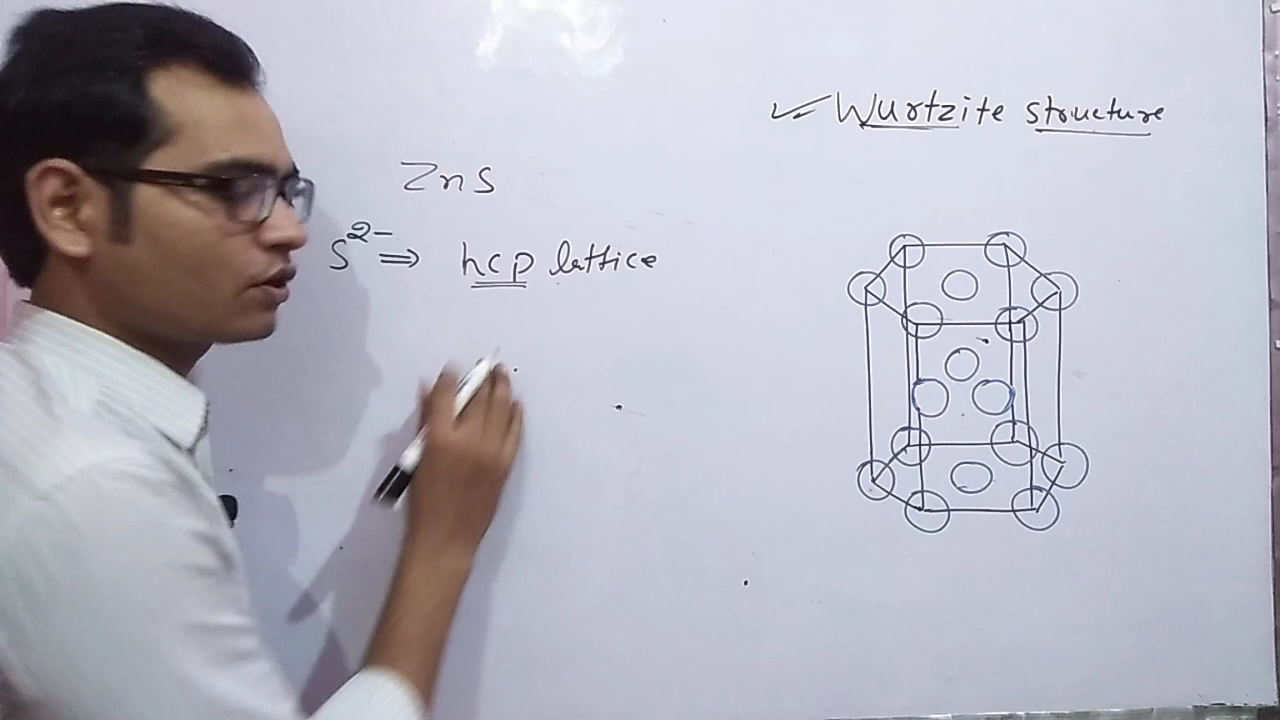 Wurtzite structure
ZnS
S²⁻ ⇒ hcp lattice